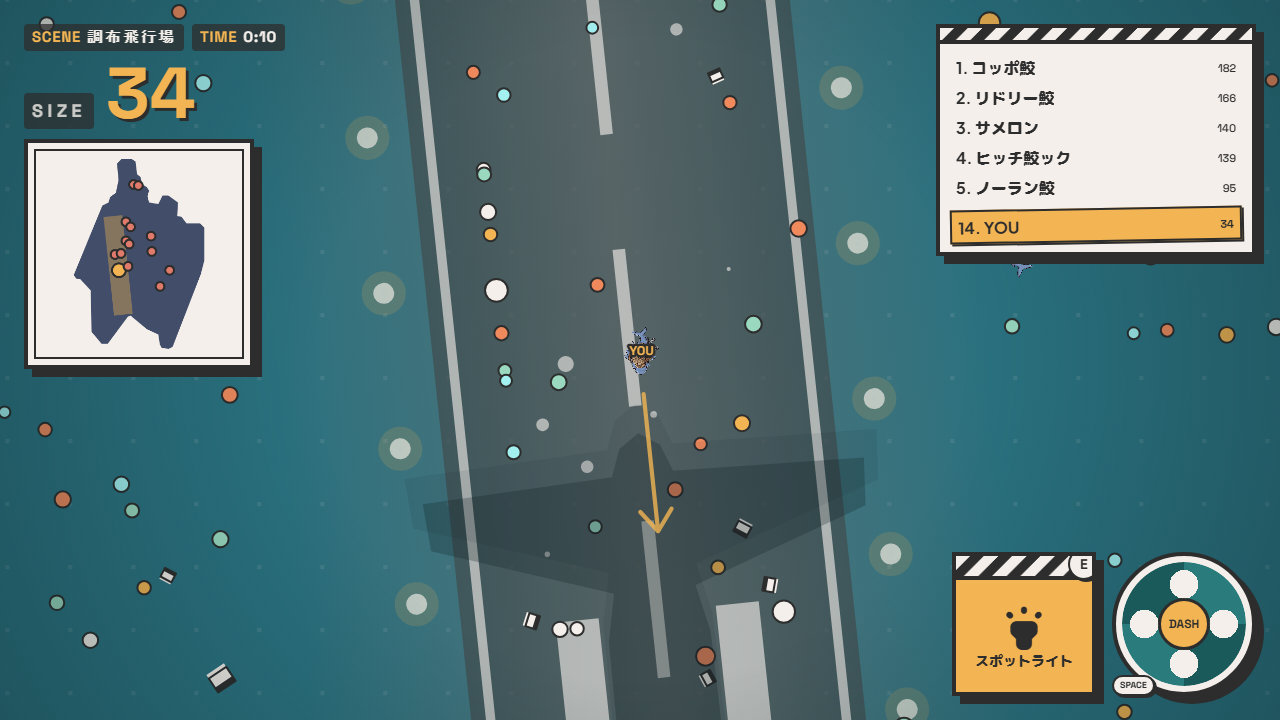 SCENE 調布飛行場 TIME 0:10
SIZE 34
1. コッポ鮫 182
2. リドリー鮫 166
3. サメロン 140
4. ヒッチ鮫ック 139
5. ノーラン鮫 95
14. YOU 34
YOU
E
スポットライト
DASH
SPACE